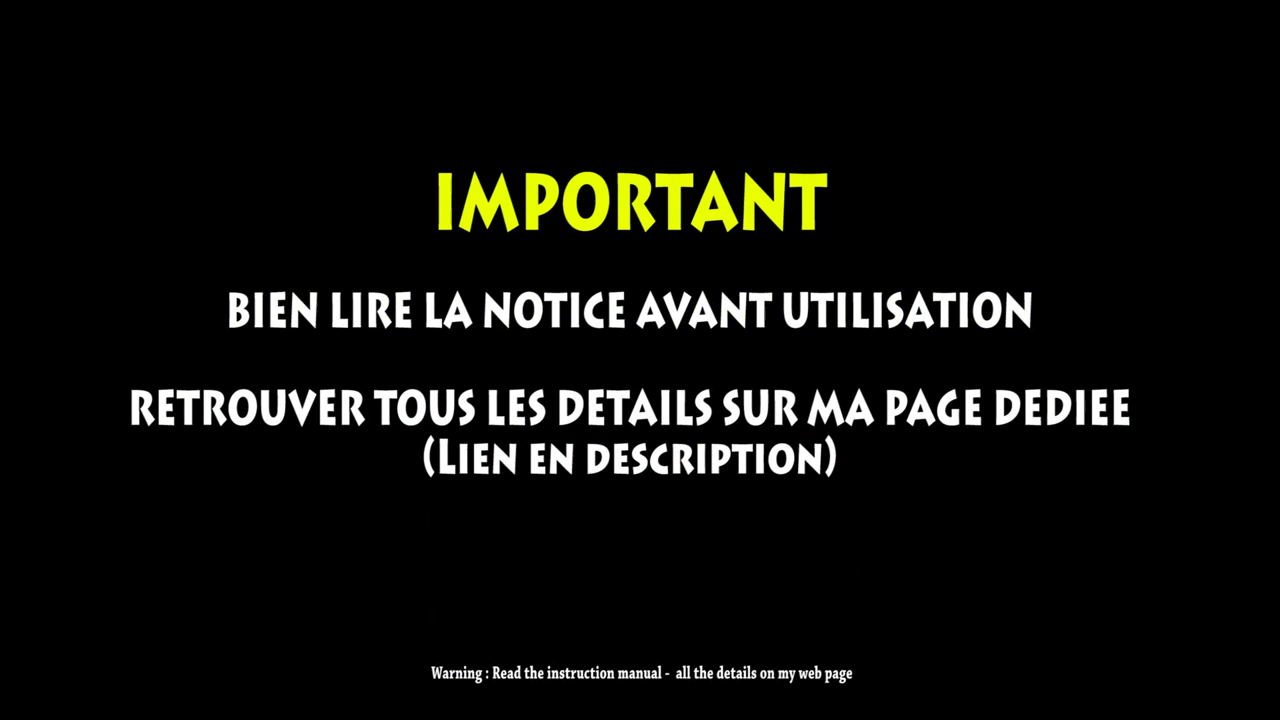 IMPORTANT
BIEN LIRE LA NOTICE AVANT UTILISATION
RETROUVER TOUS LES DETAILS SUR MA PAGE DEDIEE
(LIEN EN DESCRIPTION)
Warning : Read the instruction manual - all the details on my web page